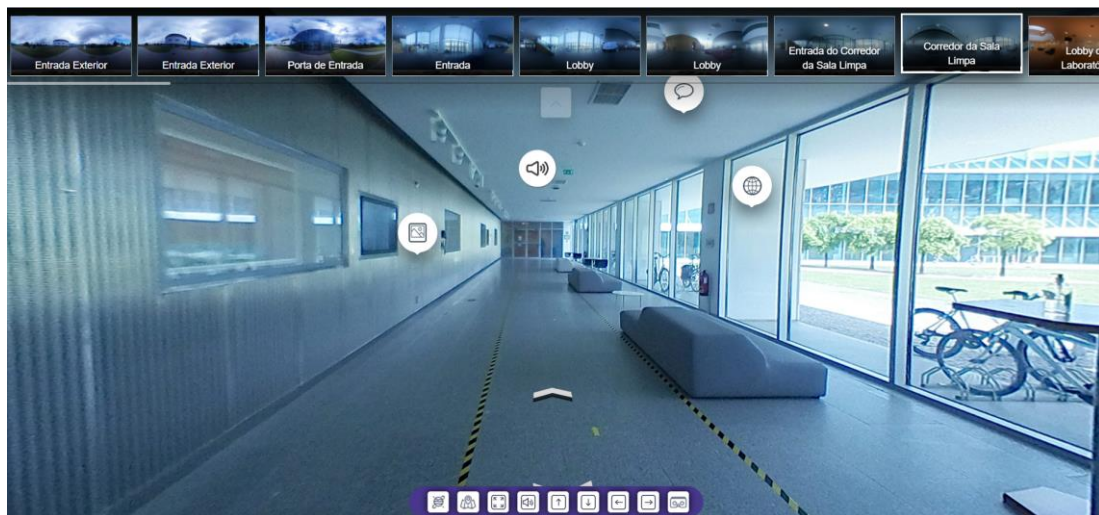 Entrada Exterior
Entrada Exterior
Porta de Entrada
Entrada
Lobby
Lobby
Entrada do Corredor
da Sala Limpa
Corredor da Sala
Limpa
Lobby
Laborató